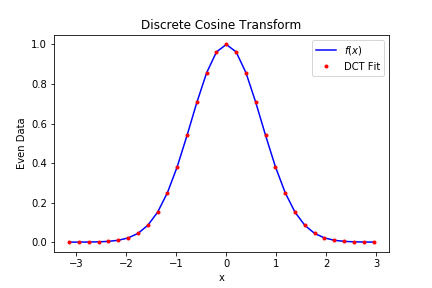 Discrete Cosine Transform
f(x)
DCT Fit
Even Data
1.0
0.8
0.6
0.4
0.2
0.0
−3 −2 −1 0 1 2 3
x